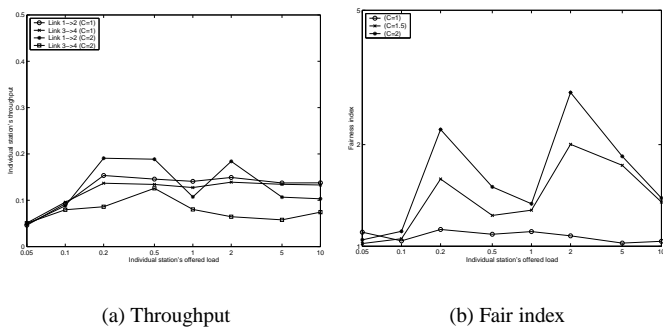 0.5
0.4
0.3
0.2
0.1
0
0.05
0.1
0.2
0.5
1
2
5
10
Individual station's throughput
Individual station's offered load
Link 1->2 (C=1)
Link 3->4 (C=1)
Link 1->2 (C=2)
Link 3->4 (C=2)
(a) Throughput
5
2
1
0.05
0.1
0.2
0.5
1
2
5
10
Fairness index
Individual station's offered load
(C=1)
(C=1.5)
(C=2)
(b) Fair index